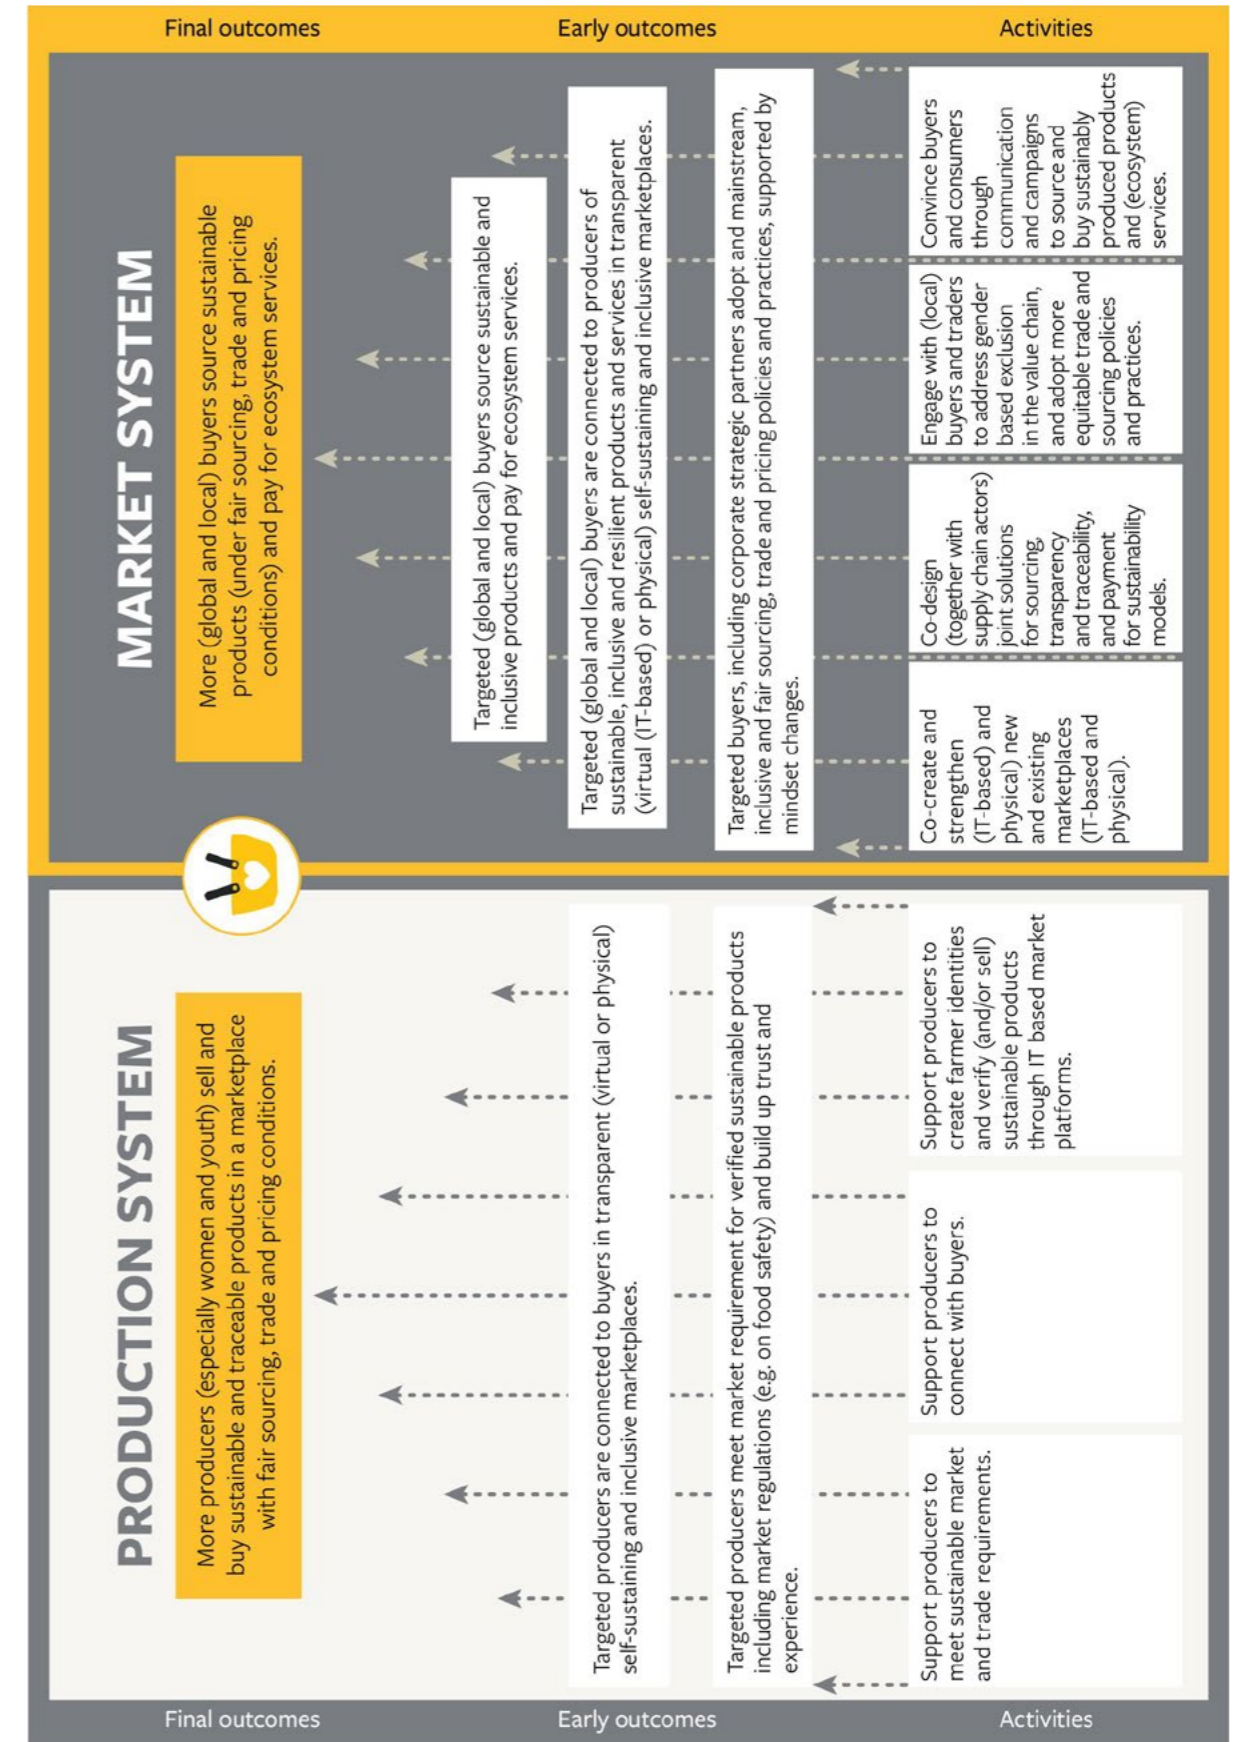 PRODUCTION SYSTEM
Final outcomes
More producers (especially women and youth) sell and
buy sustainable and traceable products in a marketplace
with fair sourcing, trade and pricing conditions.
Early outcomes
Targeted producers are connected to buyers in transparent (virtual or physical)
self-sustaining and inclusive marketplaces.
Targeted producers meet market requirement for verified sustainable products
including market regulations (e.g. on food safety) and build up trust and
experience.
Activities
Support producers to
meet sustainable market
and trade requirements.
Support producers to
connect with buyers.
Support producers to
create farmer identities
and verify (and/or sell)
sustainable products
through IT based market
platforms.
MARKET SYSTEM
Final outcomes
More (global and local) buyers source sustainable
products (under fair sourcing, trade and pricing
conditions) and pay for ecosystem services.
Early outcomes
Targeted (global and local) buyers source sustainable and
inclusive products and pay for ecosystem services.
Targeted (global and local) buyers are connected to producers of
sustainable, inclusive and resilient products and services in transparent
(virtual (IT-based) or physical) self-sustaining and inclusive marketplaces.
Targeted buyers, including corporate strategic partners adopt and mainstream,
inclusive and fair sourcing, trade and pricing policies and practices, supported by
mindset changes.
Activities
Co-create and
strengthen
(IT-based) and
physical) new
and existing
marketplaces
(IT-based and
physical).
Co-design
(together with
supply chain actors)
joint solutions
for sourcing,
transparency
and traceability,
and payment
for sustainability
models.
Engage with (local)
buyers and traders
to address gender
based exclusion
in the value chain,
and adopt more
equitable trade and
sourcing policies
and practices.
Convince buyers
and consumers
through
communication
and campaigns
to source and
buy sustainably
produced products
and (ecosystem)
services.